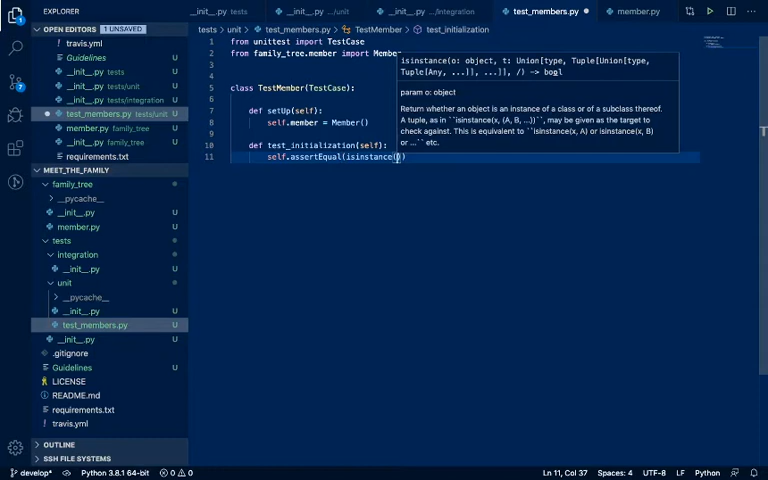 EXPLORER
__init__.py tests
__init__.py .../unit
__init__.py .../integration
test_members.py
member.py
OPEN EDITORS 1 UNSAVED
travis.yml
Guidelines U
__init__.py tests U
__init__.py tests/unit U
__init__.py tests/integration U
test_members.py tests/unit U
member.py family_tree U
__init__.py family_tree U
requirements.txt U
MEET_THE_FAMILY
family_tree
__pycache__
__init__.py U
member.py U
tests
integration
__init__.py U
unit
__pycache__
__init__.py U
test_members.py U
__init__.py U
.gitignore
Guidelines U
LICENSE
README.md
requirements.txt U
travis.yml
OUTLINE
SSH FILE SYSTEMS
tests > unit > test_members.py > TestMember > test_initialization
1 from unittest import TestCase
2 from family_tree.member import Member
3
4
5 class TestMember(TestCase):
6
7 def setUp(self):
8 self.member = Member()
9
10 def test_initialization(self):
11 self.assertEqual(isinstance())
isinstance(o: object, t: Union[type, Tuple[Union[type,
Tuple[Any, ...]], ...]], /) -> bool
param o: object
Return whether an object is an instance of a class or of a subclass thereof.
A tuple, as in ``isinstance(x, (A, B, ...))``, may be given as the target to
check against. This is equivalent to ``isinstance(x, A) or isinstance(x, B)
or ...`` etc.
develop* Python 3.8.1 64-bit 0 0 Ln 11, Col 37 Spaces: 4 UTF-8 LF Python